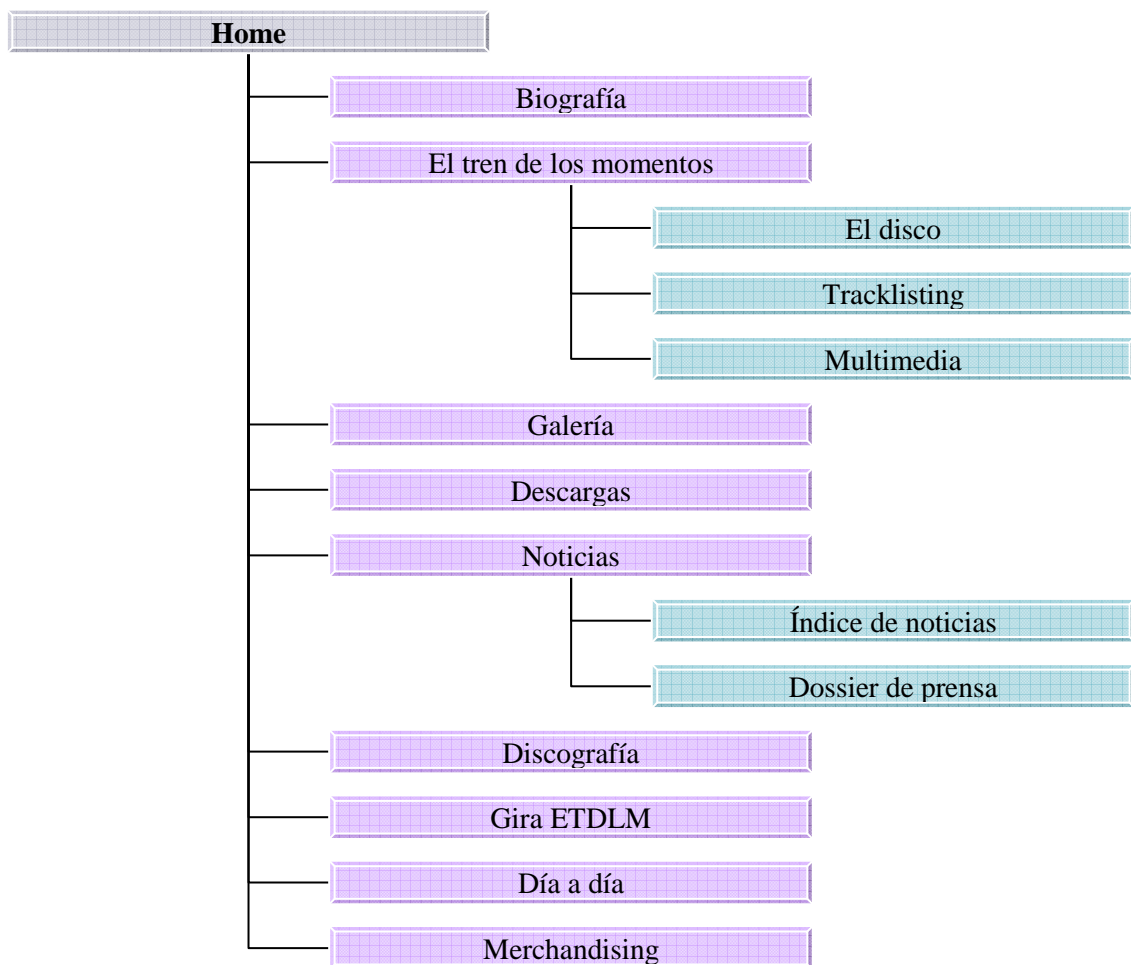 Home
Biografía
El tren de los momentos
El disco
Tracklisting
Multimedia
Galería
Descargas
Noticias
Índice de noticias
Dossier de prensa
Discografía
Gira ETDLM
Día a día
Merchandising